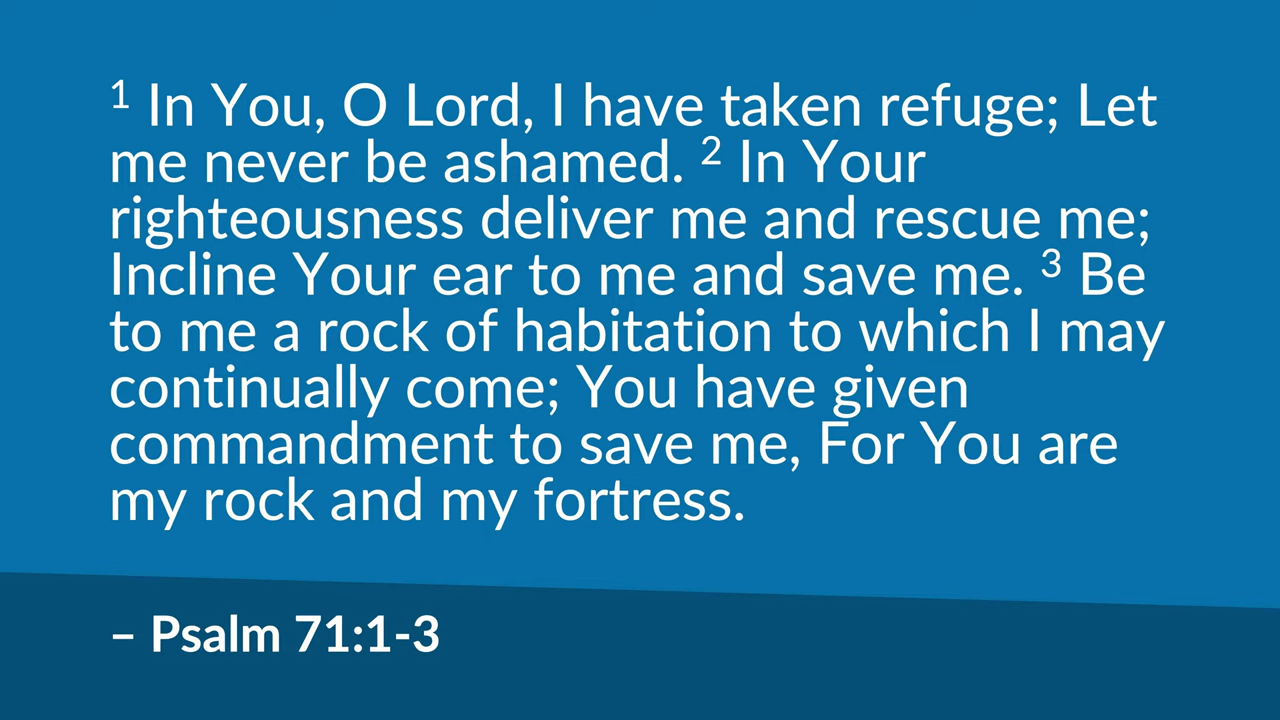 ¹ In You, O Lord, I have taken refuge; Let
me never be ashamed. ² In Your
righteousness deliver me and rescue me;
Incline Your ear to me and save me. ³ Be
to me a rock of habitation to which I may
continually come; You have given
commandment to save me, For You are
my rock and my fortress.
– Psalm 71:1-3